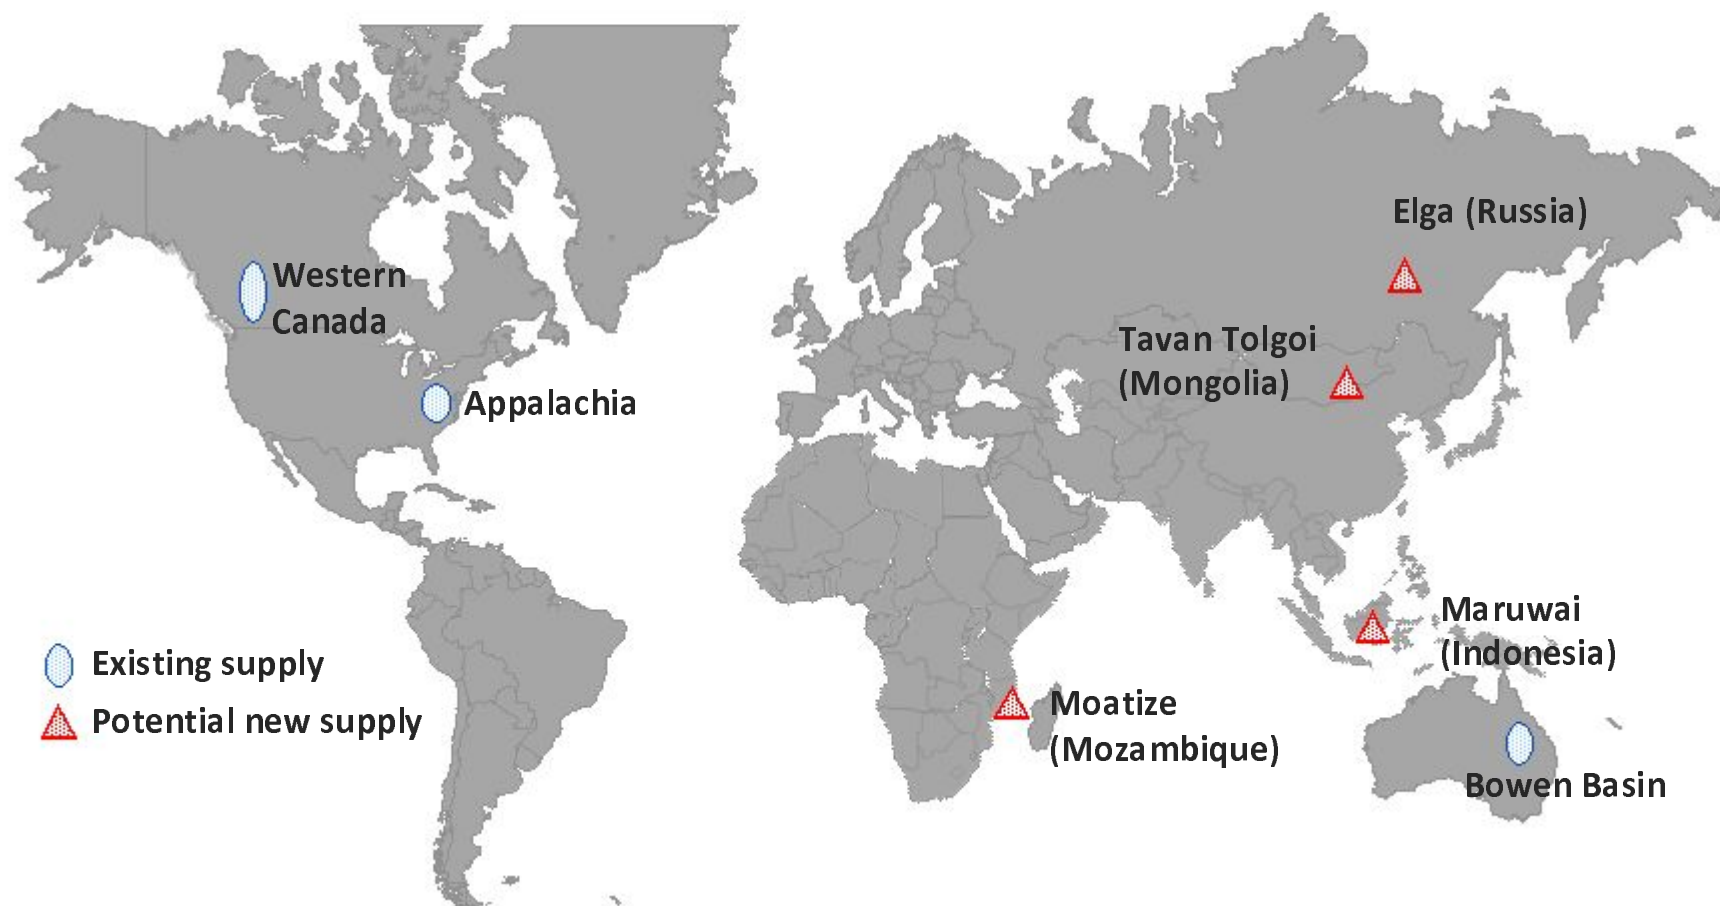 Elga (Russia)
Western
Canada
Tavan Tolgoi
(Mongolia)
Appalachia
Maruwai
(Indonesia)
Existing supply
Potential new supply
Moatize
(Mozambique)
Bowen Basin